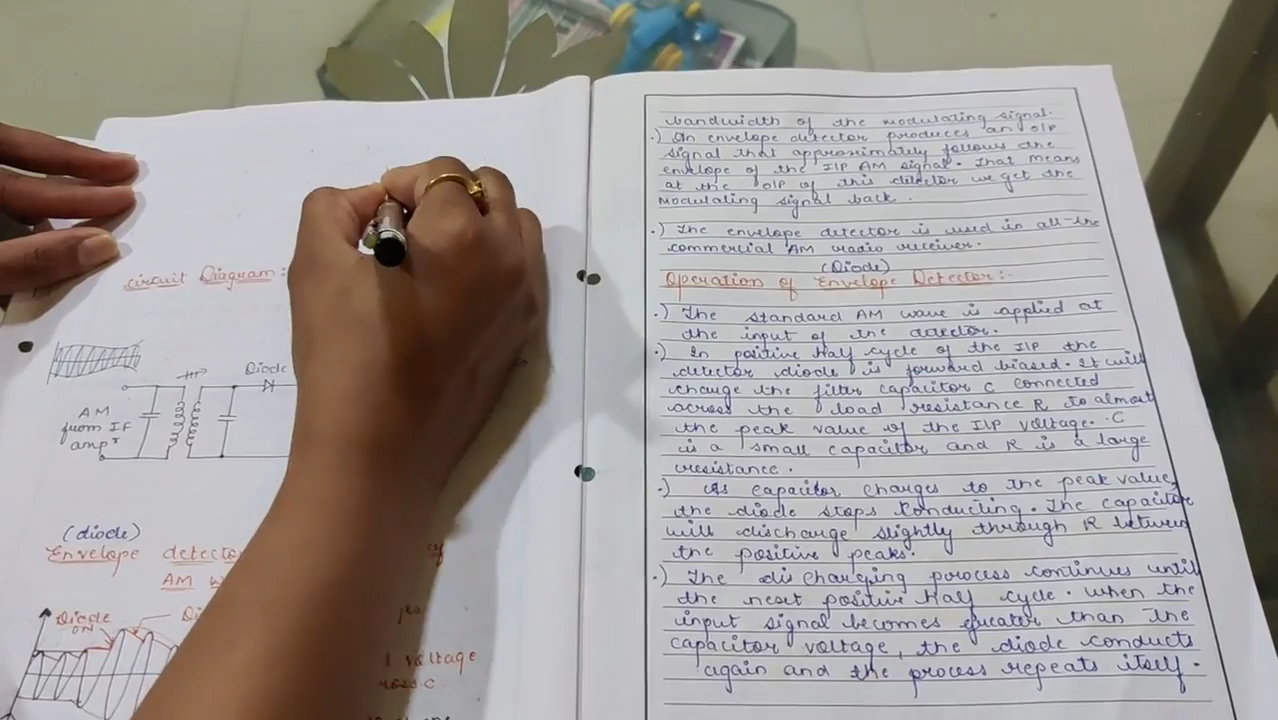 circuit Diagram:
Diode
AM
from IF
ampr
(diode)
Envelope detecto
AM W
of
Diode
ON
Di
l voltage
ross c
bandwidth of the modulating signal.
.) An envelope detector produces an O/P
signal that approximately follows the
envelope of the I/P AM signal. That means
at the O/P of this detector we get the
Modulating signal back.
.) The envelope detector is used in all the
commercial AM radio receiver.
(Diode)
Operation of Envelope Detector:-
.) The standard AM wave is applied at
the input of the detector.
.) In positive half cycle of the I/P the
detector diode is forward biased. It will
charge the filter capacitor C connected
across the load resistance R to almost
the peak value of the I/P voltage. C
is a small capacitor and R is a large
resistance.
.) As capacitor charges to the peak value,
the diode stops conducting. The capacitor
will discharge slightly through R between
the positive peaks.
.) The discharging process continues until
the next positive half cycle. When the
input signal becomes greater than the
capacitor voltage, the diode conducts
again and the process repeats itself.